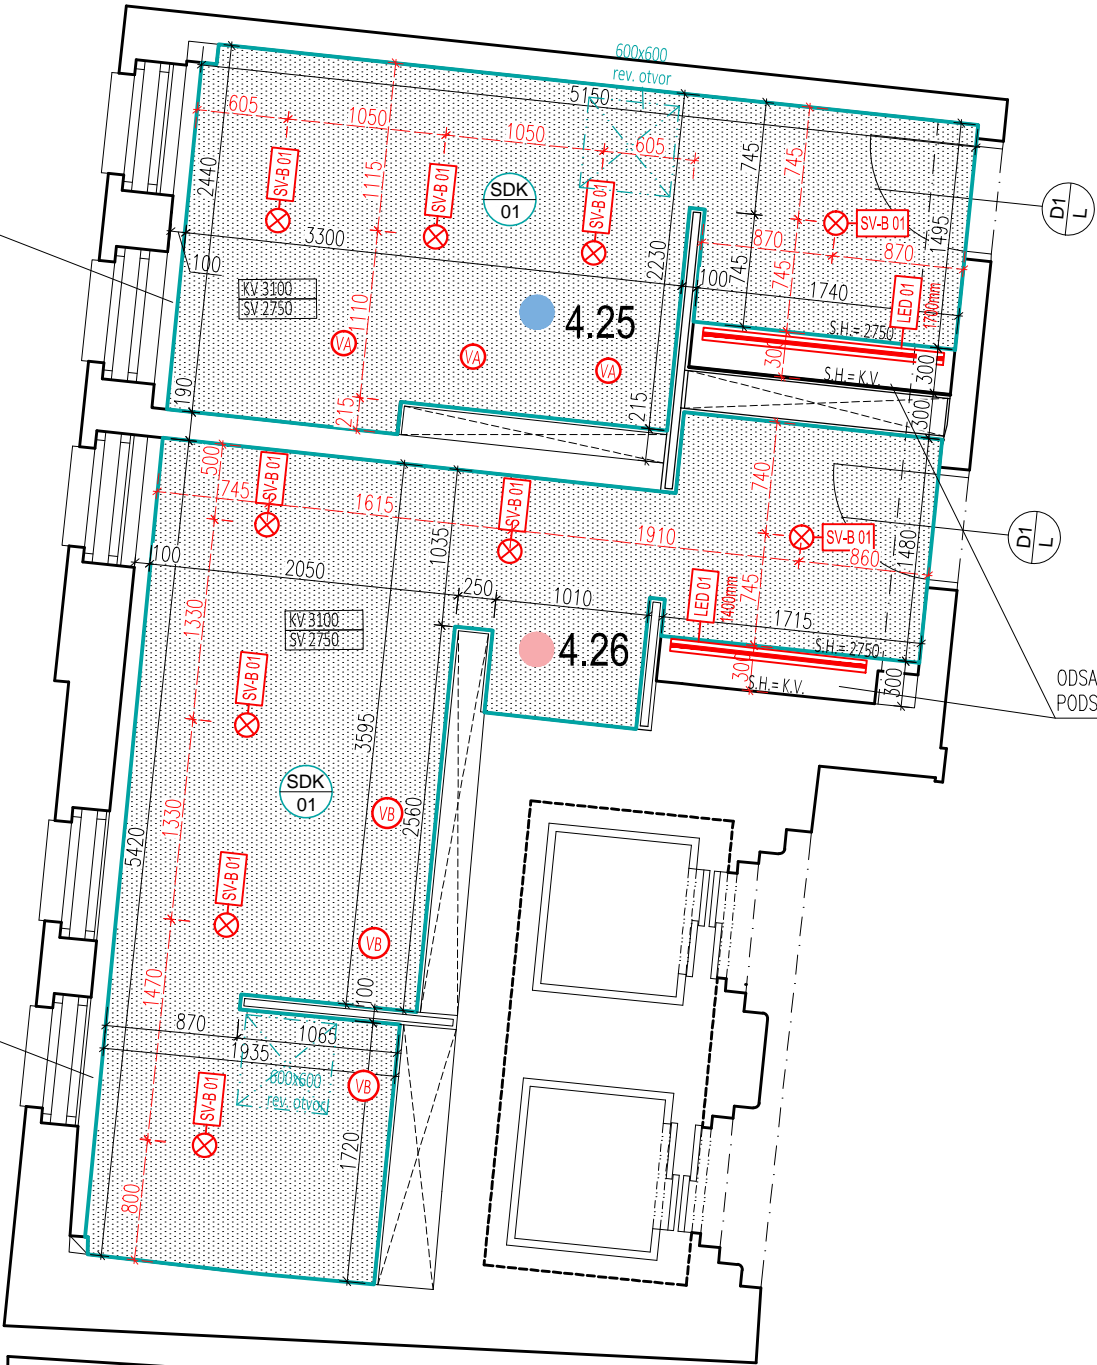 600x600
rev. otvor
5150
605
1050
1050
605
745
745
2440
1115
SV-B 01
SV-B 01
SV-B 01
SDK
01
SV-B 01
1495
D1
L
3300
2230
870
870
100
745
745
100
1740
KV 3100
SV 2750
1110
4.25
LED 01
1700mm
S.H.= 2750
VA
VA
VA
300
300
S.H.= K.V.
190
215
215
300
500
745
SV-B 01
1615
SV-B 01
740
1035
1910
SV-B 01
860
1480
D1
L
100
2050
250
1010
LED 01
1400mm
745
1715
1330
KV 3100
SV 2750
4.26
S.H.= 2750
300
S.H.= K.V.
300
ODSA
PODS
SV-B 01
3595
SDK
01
1330
5420
VB
2560
SV-B 01
VB
1470
100
870
1065
1935
600x600
rev. otvor
VB
SV-B 01
1720
800